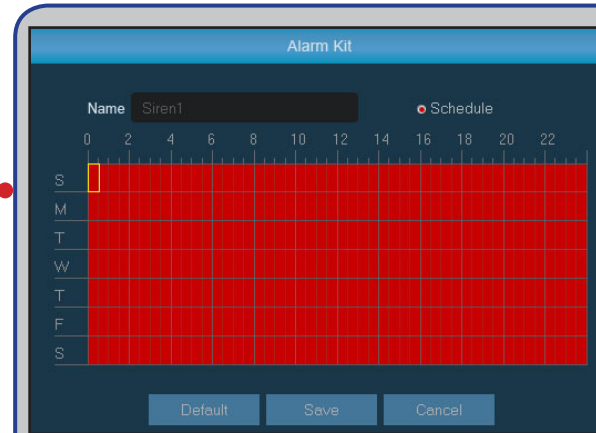 Alarm Kit
Name Siren1 Schedule
0 2 4 6 8 10 12 14 16 18 20 22
S
M
T
W
T
F
S
Default Save Cancel